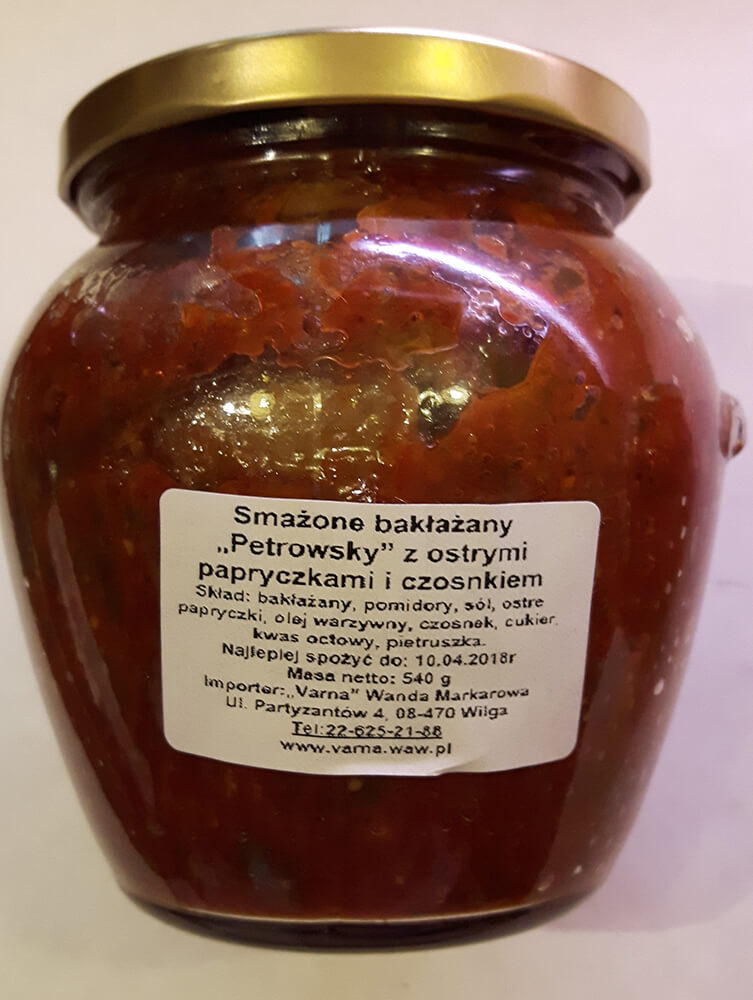 Smażone bakłażany
„Petrowsky” z ostrymi
papryczkami i czosnkiem
Skład: bakłażany, pomidory, sól, ostre
papryczki, olej warzywny, czosnek, cukier,
kwas octowy, pietruszka.
Najlepiej spożyć do: 10.04.2018r
Masa netto: 540 g
Importer:„Varna” Wanda Markarowa
Ul. Partyzantów 4, 08-470 Wilga
Tel:22-625-21-88
www.varna.waw.pl